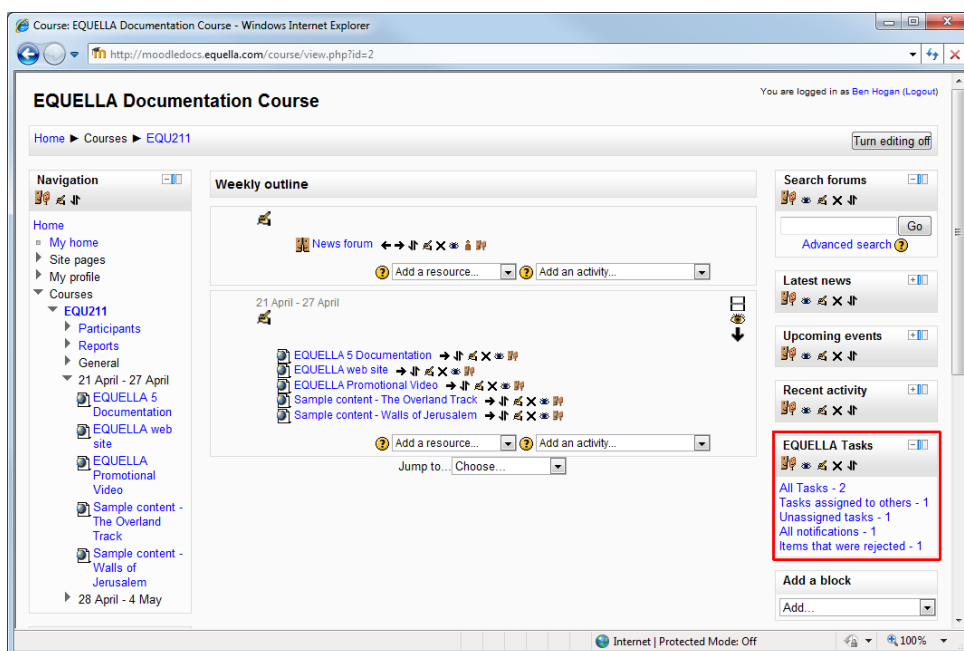 Course: EQUELLA Documentation Course - Windows Internet Explorer
http://moodledocs.equella.com/course/view.php?id=2
EQUELLA Documentation Course
You are logged in as Ben Hogan (Logout)
Home ► Courses ► EQU211
Turn editing off
Navigation
Home
My home
Site pages
My profile
Courses
EQU211
Participants
Reports
General
21 April - 27 April
EQUELLA 5
Documentation
EQUELLA web
site
EQUELLA
Promotional
Video
Sample content -
The Overland
Track
Sample content -
Walls of
Jerusalem
28 April - 4 May
Weekly outline
News forum
Add a resource... Add an activity...
21 April - 27 April
EQUELLA 5 Documentation
EQUELLA web site
EQUELLA Promotional Video
Sample content - The Overland Track
Sample content - Walls of Jerusalem
Add a resource... Add an activity...
Jump to... Choose...
Search forums
Go
Advanced search
Latest news
Upcoming events
Recent activity
EQUELLA Tasks
All Tasks - 2
Tasks assigned to others - 1
Unassigned tasks - 1
All notifications - 1
Items that were rejected - 1
Add a block
Add...
Internet | Protected Mode: Off
100%